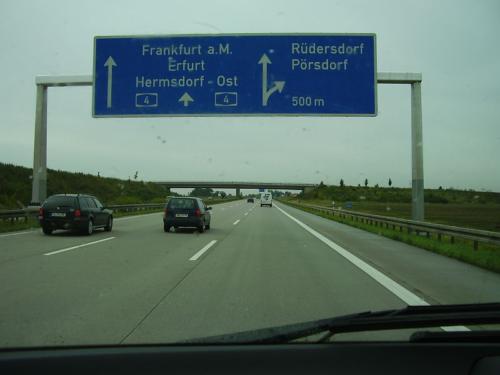 Frankfurt a.M.
Erfurt
Hermsdorf - Ost
4 4
Rüdersdorf
Pörsdorf
500 m